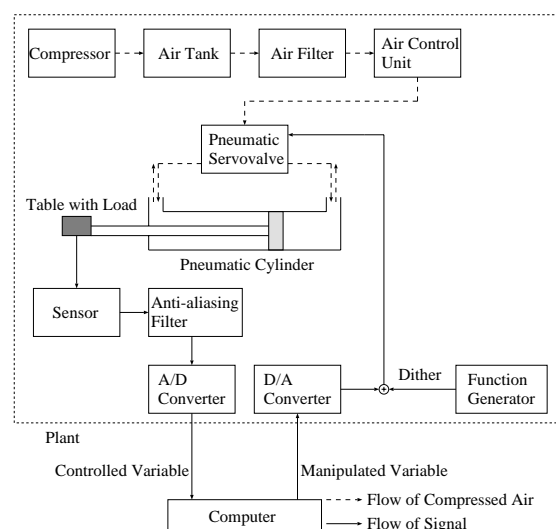 Compressor
Air Tank
Air Filter
Air Control
Unit
Pneumatic
Servovalve
Table with Load
Pneumatic Cylinder
Sensor
Anti-aliasing
Filter
A/D
Converter
D/A
Converter
Dither
Function
Generator
Plant
Controlled Variable
Manipulated Variable
Computer
Flow of Compressed Air
Flow of Signal